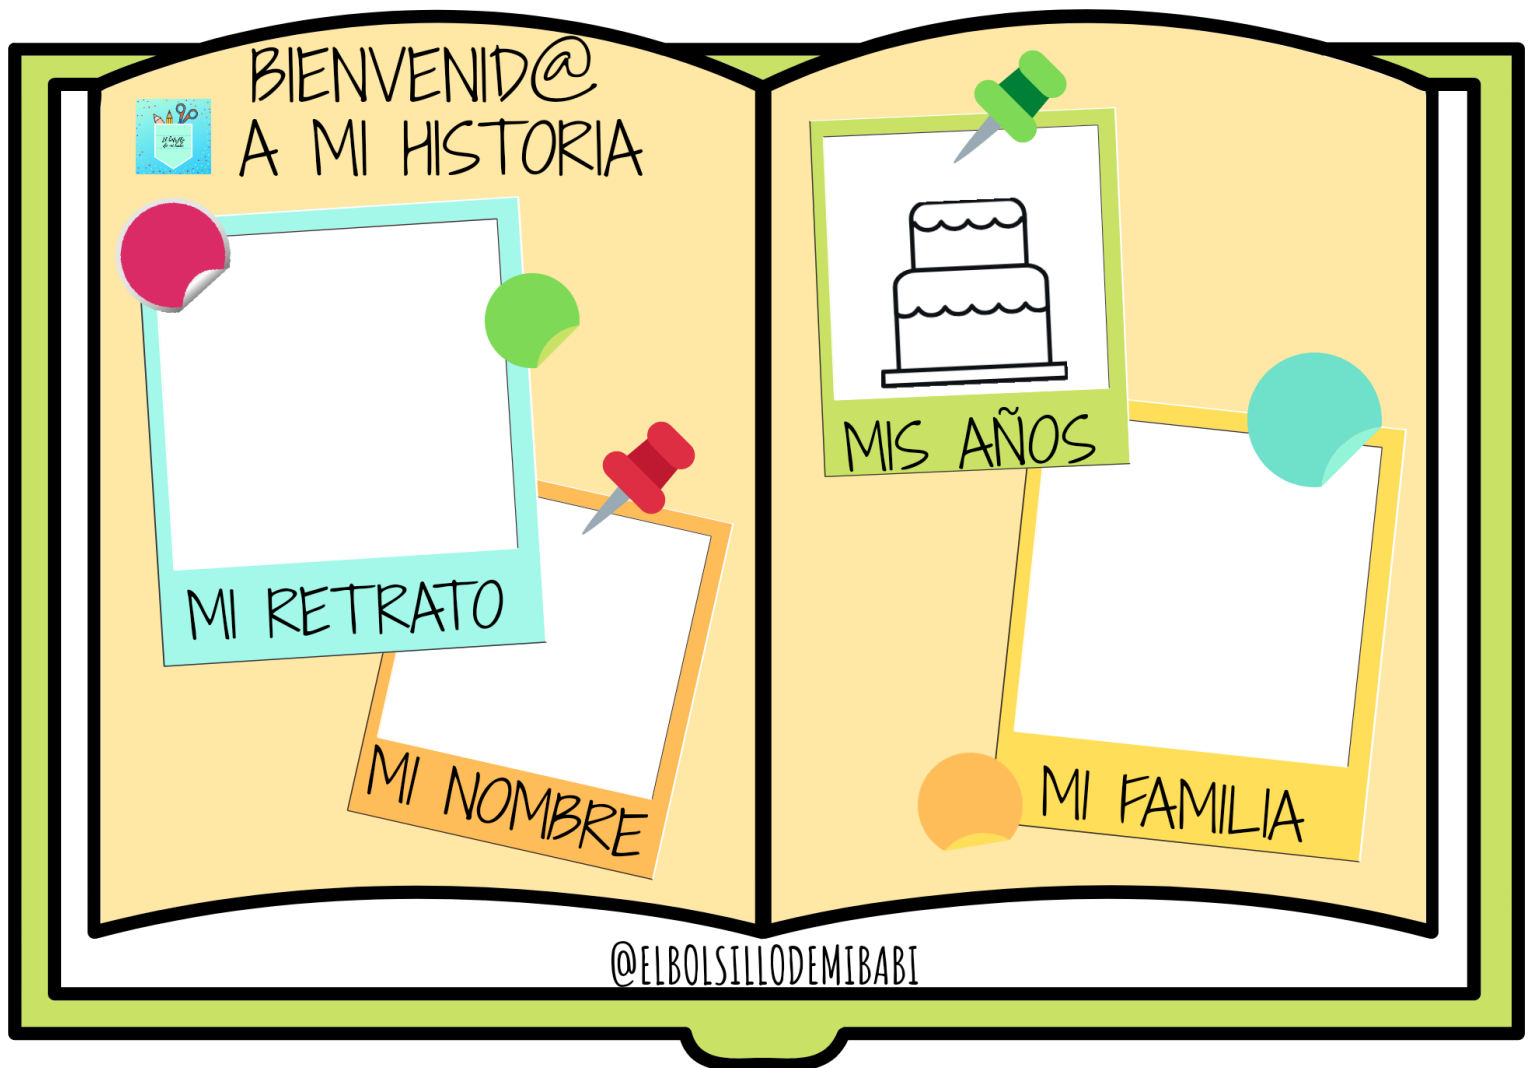 BIENVENID@
A MI HISTORIA
MI RETRATO
MI NOMBRE
MIS AÑOS
MI FAMILIA
@ELBOLSILLODEMIBABI